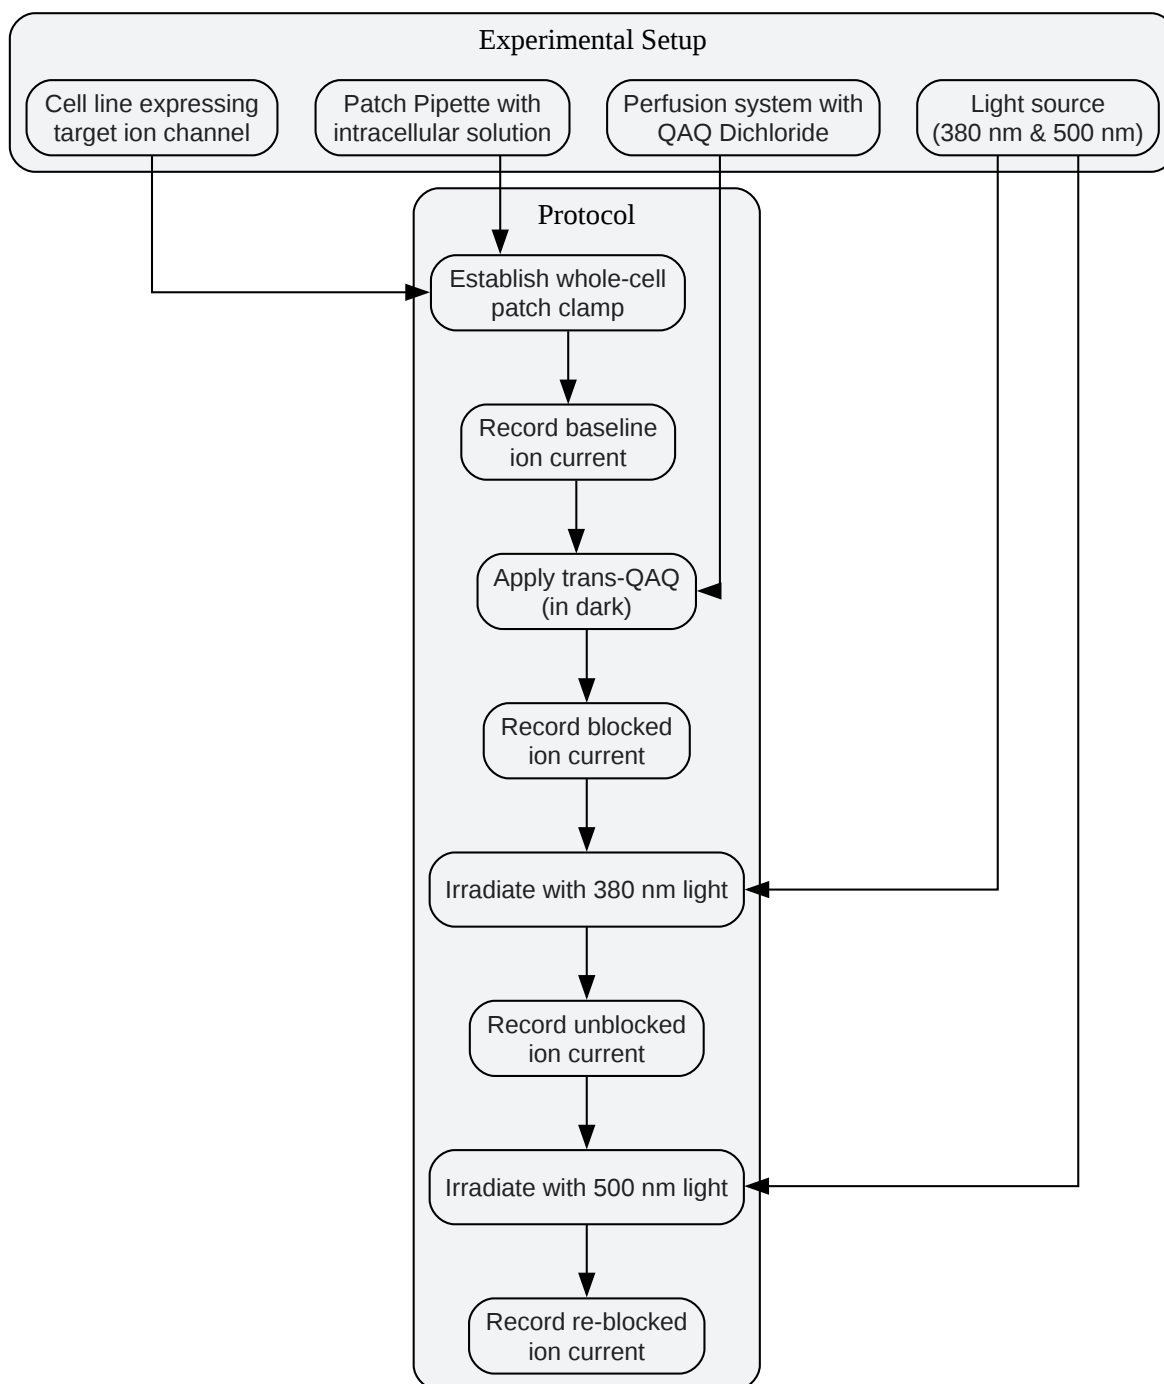 Experimental Setup
Cell line expressing
target ion channel
Patch Pipette with
intracellular solution
Perfusion system with
QAQ Dichloride
Light source
(380 nm & 500 nm)
Protocol
Establish whole-cell
patch clamp
Record baseline
ion current
Apply trans-QAQ
(in dark)
Record blocked
ion current
Irradiate with 380 nm light
Record unblocked
ion current
Irradiate with 500 nm light
Record re-blocked
ion current